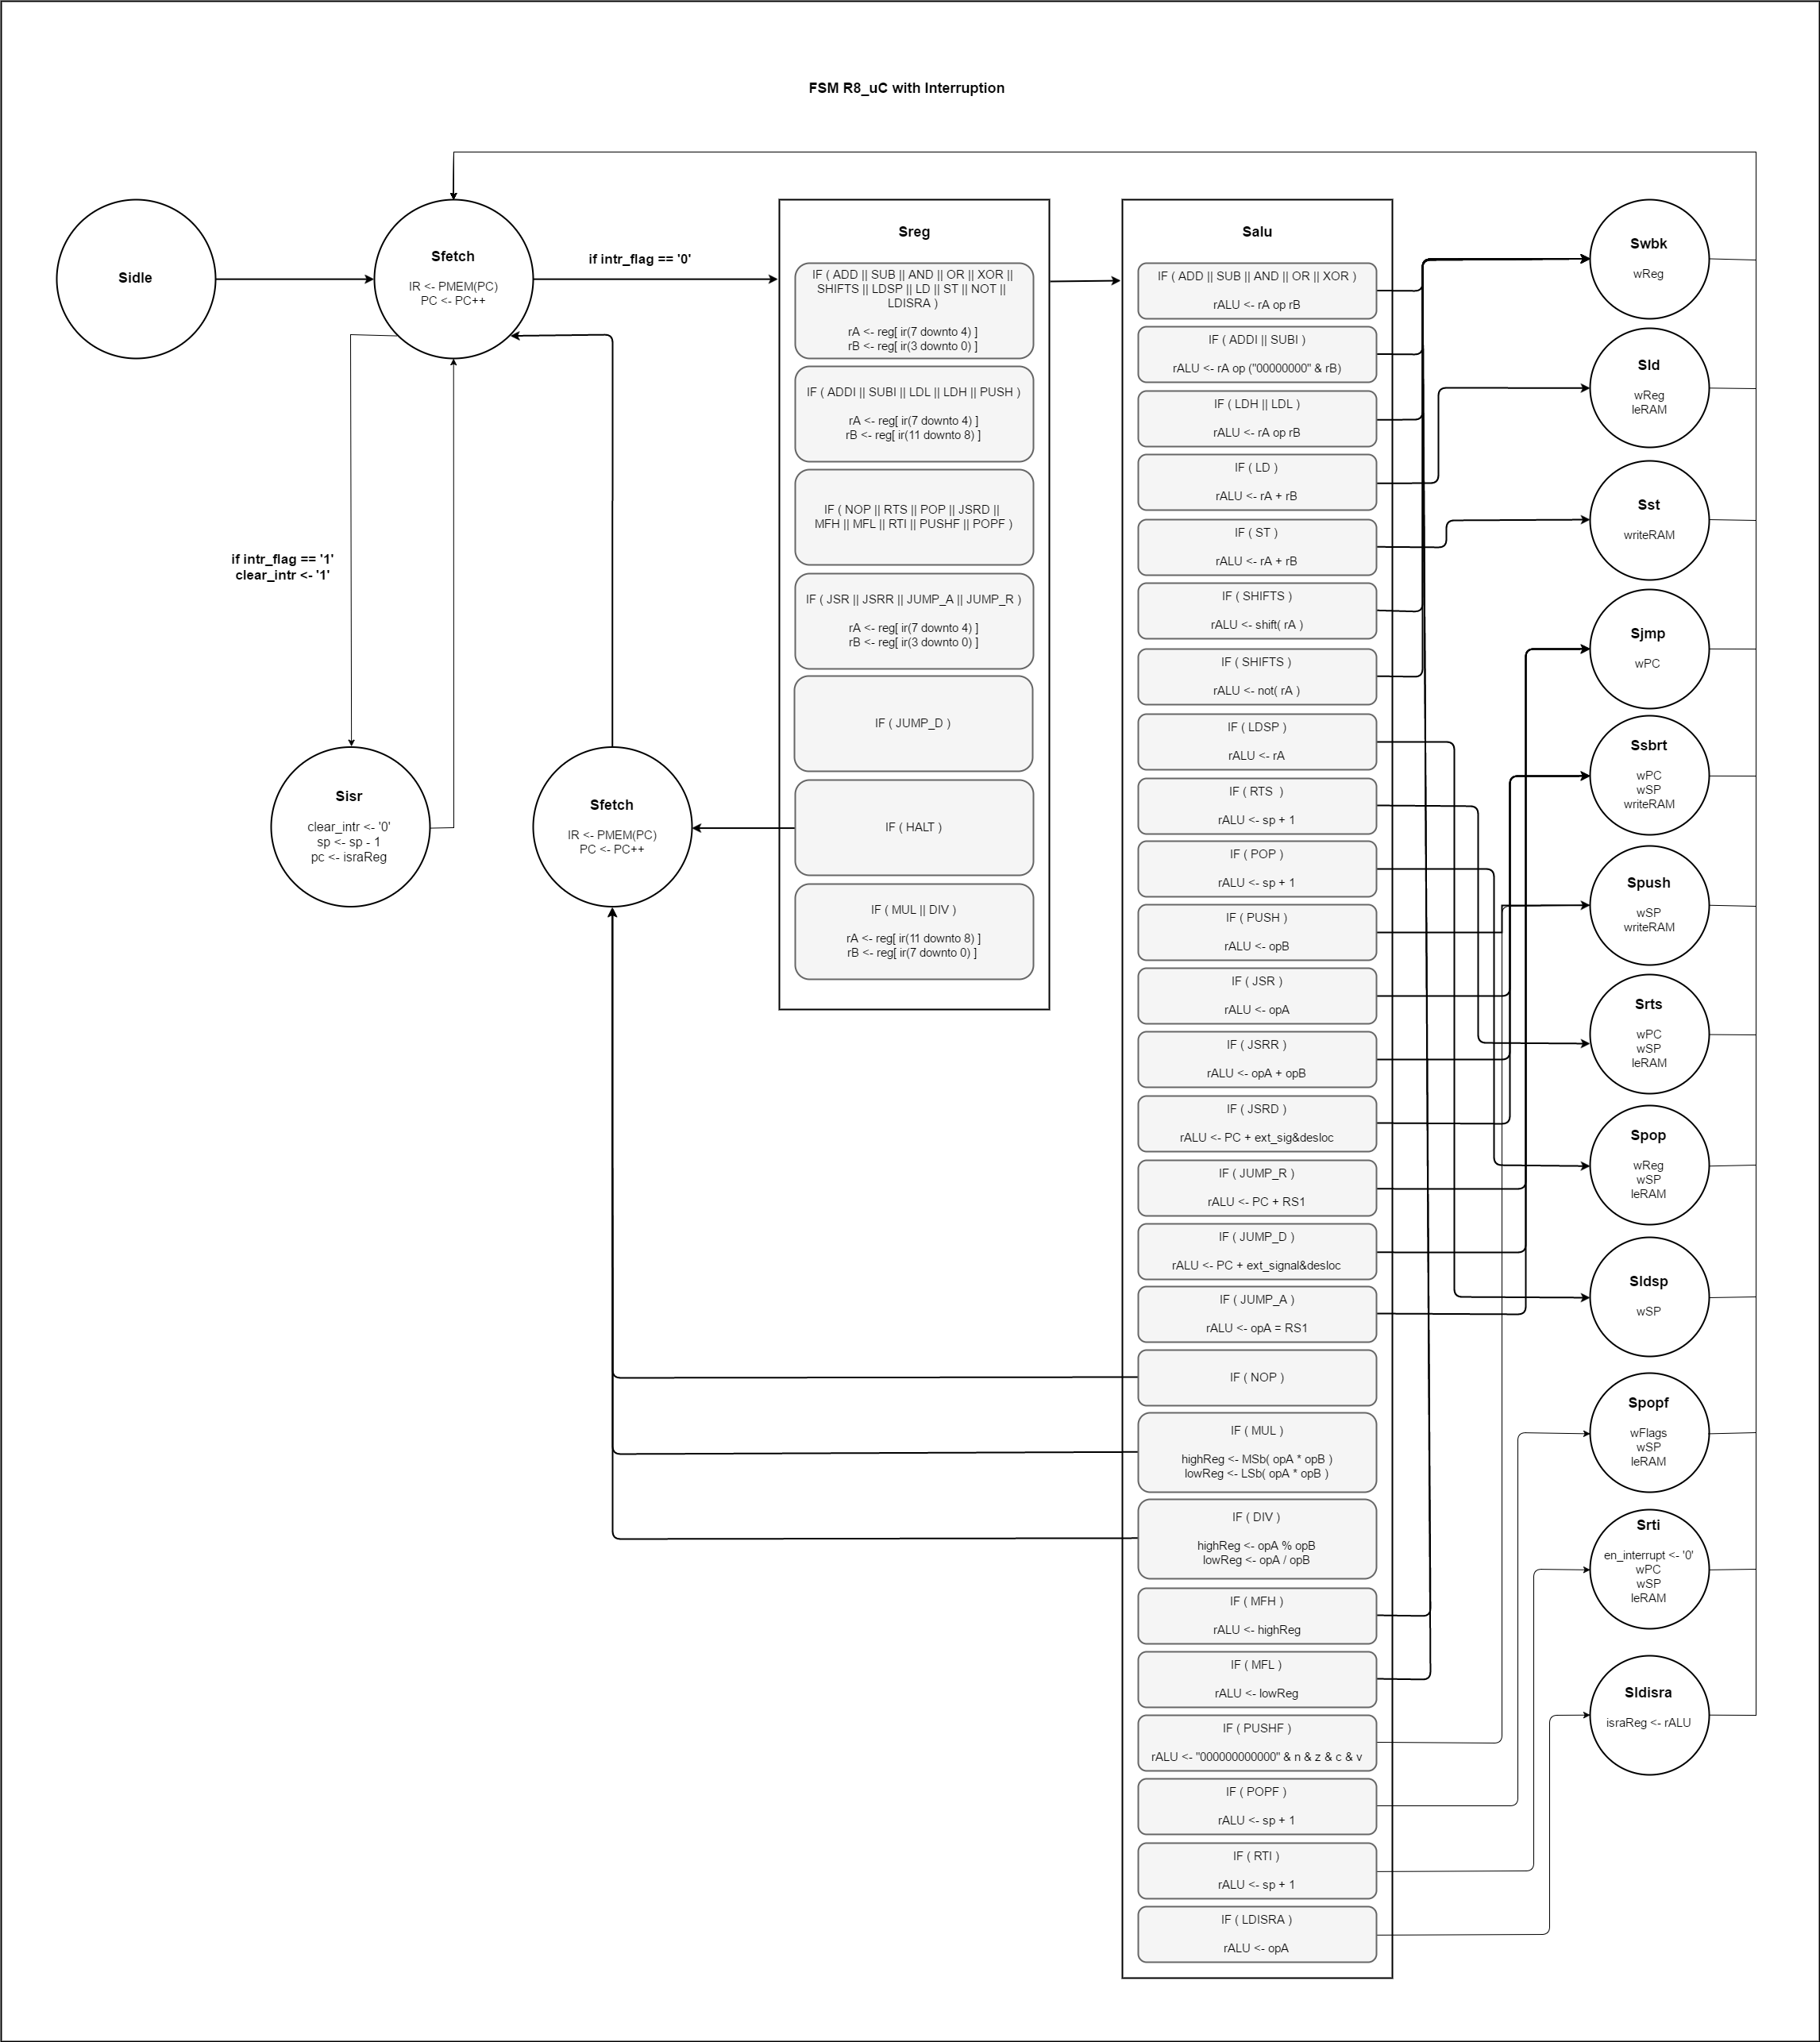 FSM R8_uC with Interruption
Sidle
Sfetch
IR <- PMEM(PC)
PC <- PC++
if intr_flag == '0'
if intr_flag == '1'
clear_intr <- '1'
Sisr
clear_intr <- '0'
sp <- sp - 1
pc <- israReg
Sfetch
IR <- PMEM(PC)
PC <- PC++
Sreg
IF ( ADD || SUB || AND || OR || XOR ||
SHIFTS || LDSP || LD || ST || NOT ||
LDISRA )
rA <- reg[ ir(7 downto 4) ]
rB <- reg[ ir(3 downto 0) ]
IF ( ADDI || SUBI || LDL || LDH || PUSH )
rA <- reg[ ir(7 downto 4) ]
rB <- reg[ ir(11 downto 8) ]
IF ( NOP || RTS || POP || JSRD ||
MFH || MFL || RTI || PUSHF || POPF )
IF ( JSR || JSRR || JUMP_A || JUMP_R )
rA <- reg[ ir(7 downto 4) ]
rB <- reg[ ir(3 downto 0) ]
IF ( JUMP_D )
IF ( HALT )
IF ( MUL || DIV )
rA <- reg[ ir(11 downto 8) ]
rB <- reg[ ir(7 downto 0) ]
Salu
IF ( ADD || SUB || AND || OR || XOR )
rALU <- rA op rB
IF ( ADDI || SUBI )
rALU <- rA op ("00000000" & rB)
IF ( LDH || LDL )
rALU <- rA op rB
IF ( LD )
rALU <- rA + rB
IF ( ST )
rALU <- rA + rB
IF ( SHIFTS )
rALU <- shift( rA )
IF ( SHIFTS )
rALU <- not( rA )
IF ( LDSP )
rALU <- rA
IF ( RTS )
rALU <- sp + 1
IF ( POP )
rALU <- sp + 1
IF ( PUSH )
rALU <- opB
IF ( JSR )
rALU <- opA
IF ( JSRR )
rALU <- opA + opB
IF ( JSRD )
rALU <- PC + ext_sig&desloc
IF ( JUMP_R )
rALU <- PC + RS1
IF ( JUMP_D )
rALU <- PC + ext_signal&desloc
IF ( JUMP_A )
rALU <- opA = RS1
IF ( NOP )
IF ( MUL )
highReg <- MSb( opA * opB )
lowReg <- LSb( opA * opB )
IF ( DIV )
highReg <- opA % opB
lowReg <- opA / opB
IF ( MFH )
rALU <- highReg
IF ( MFL )
rALU <- lowReg
IF ( PUSHF )
rALU <- "000000000000" & n & z & c & v
IF ( POPF )
rALU <- sp + 1
IF ( RTI )
rALU <- sp + 1
IF ( LDISRA )
rALU <- opA
Swbk
wReg
Sld
wReg
leRAM
Sst
writeRAM
Sjmp
wPC
Ssbrt
wPC
wSP
writeRAM
Spush
wSP
writeRAM
Srts
wPC
wSP
leRAM
Spop
wReg
wSP
leRAM
Sldsp
wSP
Spopf
wFlags
wSP
leRAM
Srti
en_interrupt <- '0'
wPC
wSP
leRAM
Sldisra
israReg <- rALU